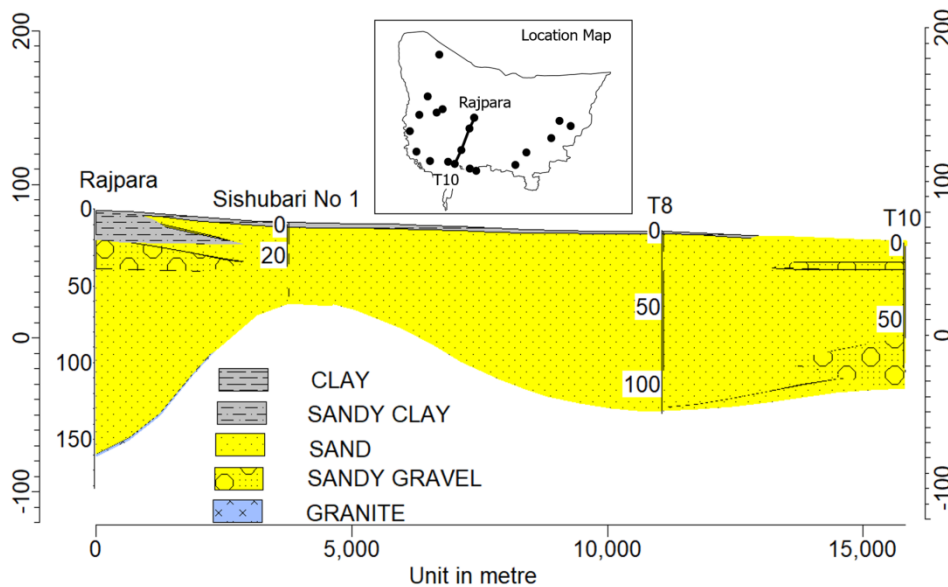 Location Map
Rajpara
T10
200
100
0
-100
200
100
0
-100
Rajpara
0
50
100
150
Sishubari No 1
0
20
T8
0
50
100
T10
0
50
CLAY
SANDY CLAY
SAND
SANDY GRAVEL
GRANITE
0 5,000 10,000 15,000
Unit in metre